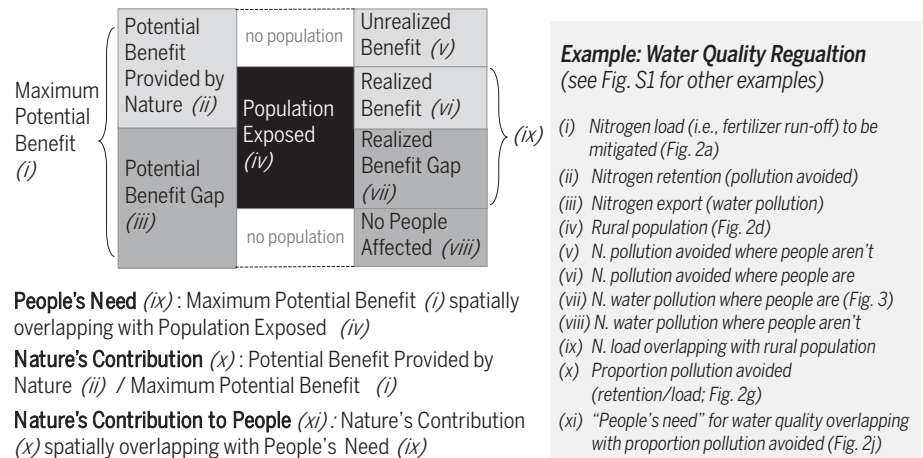 Maximum
Potential
Benefit
(i)
Potential
Benefit
Provided by
Nature (ii)
Potential
Benefit Gap
(iii)
no population
Population
Exposed
(iv)
no population
Unrealized
Benefit (v)
Realized
Benefit (vi)
Realized
Benefit Gap
(vii)
No People
Affected (viii)
(ix)
People's Need (ix) : Maximum Potential Benefit (i) spatially
overlapping with Population Exposed (iv)
Nature's Contribution (x) : Potential Benefit Provided by
Nature (ii) / Maximum Potential Benefit (i)
Nature's Contribution to People (xi) : Nature's Contribution
(x) spatially overlapping with People's Need (ix)
Example: Water Quality Regualtion
(see Fig. S1 for other examples)
(i) Nitrogen load (i.e., fertilizer run-off) to be
mitigated (Fig. 2a)
(ii) Nitrogen retention (pollution avoided)
(iii) Nitrogen export (water pollution)
(iv) Rural population (Fig. 2d)
(v) N. pollution avoided where people aren't
(vi) N. pollution avoided where people are
(vii) N. water pollution where people are (Fig. 3)
(viii) N. water pollution where people aren't
(ix) N. load overlapping with rural population
(x) Proportion pollution avoided
(retention/load; Fig. 2g)
(xi) "People's need" for water quality overlapping
with proportion pollution avoided (Fig. 2j)